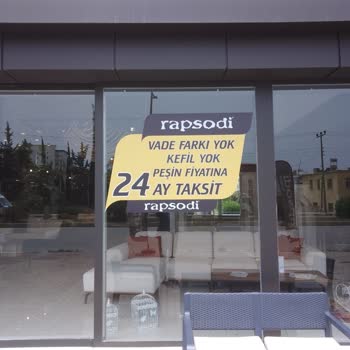 rapsodi
VADE FARKI YOK
KEFİL YOK
PEŞİN FİYATINA
24 AY TAKSİT
rapsodi